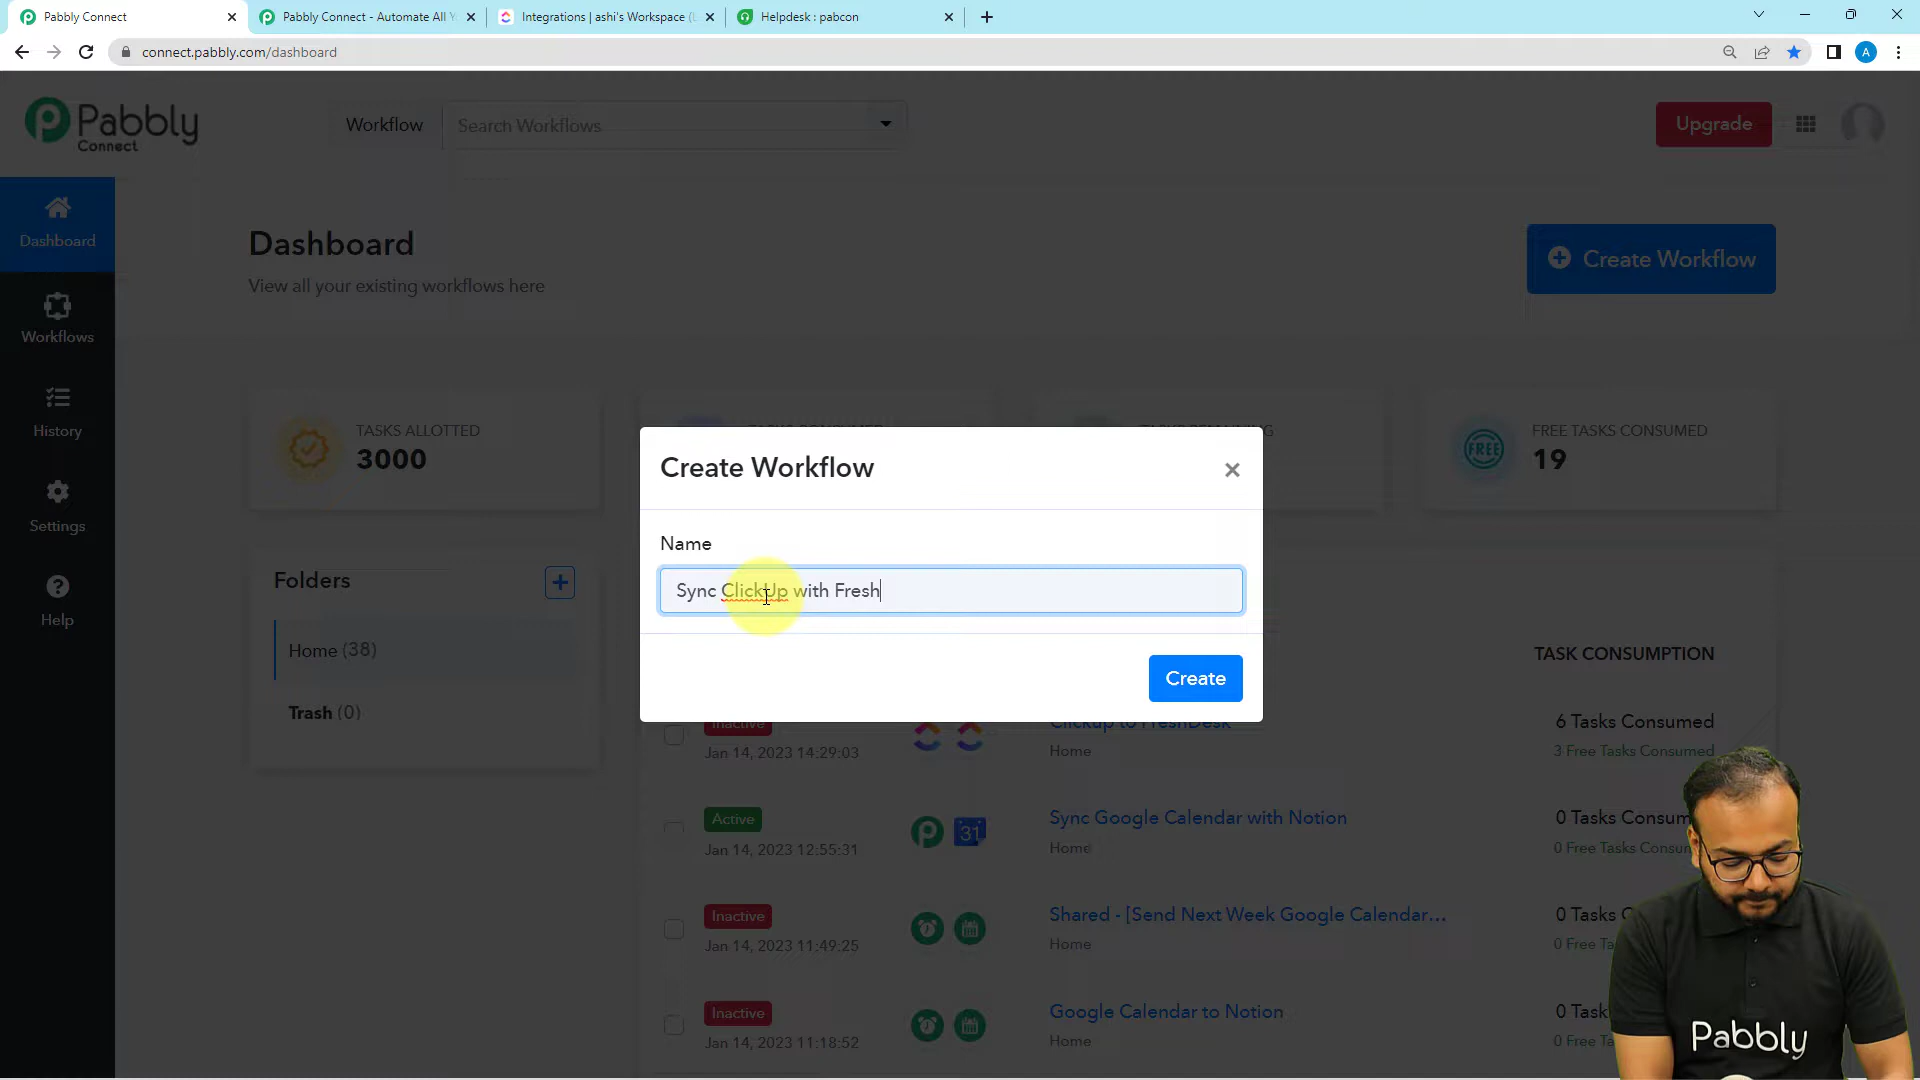 Pabbly Connect
Pabbly Connect - Automate All Y
Integrations | ashi's Workspace (
Helpdesk : pabcon
connect.pabbly.com/dashboard
A
Pabbly
Connect
Workflow
Search Workflows
Upgrade
Dashboard
Workflows
History
Settings
Help
Dashboard
View all your existing workflows here
Create Workflow
TASKS ALLOTTED
3000
FREE
FREE TASKS CONSUMED
19
Folders
Home (38)
Trash (0)
Create Workflow
Name
Sync ClickUp with Fresh
Create
TASK CONSUMPTION
Inactive
Jan 14, 2023 14:29:03
Clickup to FreshDesk
Home
6 Tasks Consumed
3 Free Tasks Consumed
Active
Jan 14, 2023 12:55:31
31
Sync Google Calendar with Notion
Home
0 Tasks Consum
0 Free Tasks Consum
Inactive
Jan 14, 2023 11:49:25
Shared - [Send Next Week Google Calendar...
Home
0 Tasks
0 Free Ta
Inactive
Jan 14, 2023 11:18:52
Google Calendar to Notion
Home
0 Task
0 Free
Pabbly